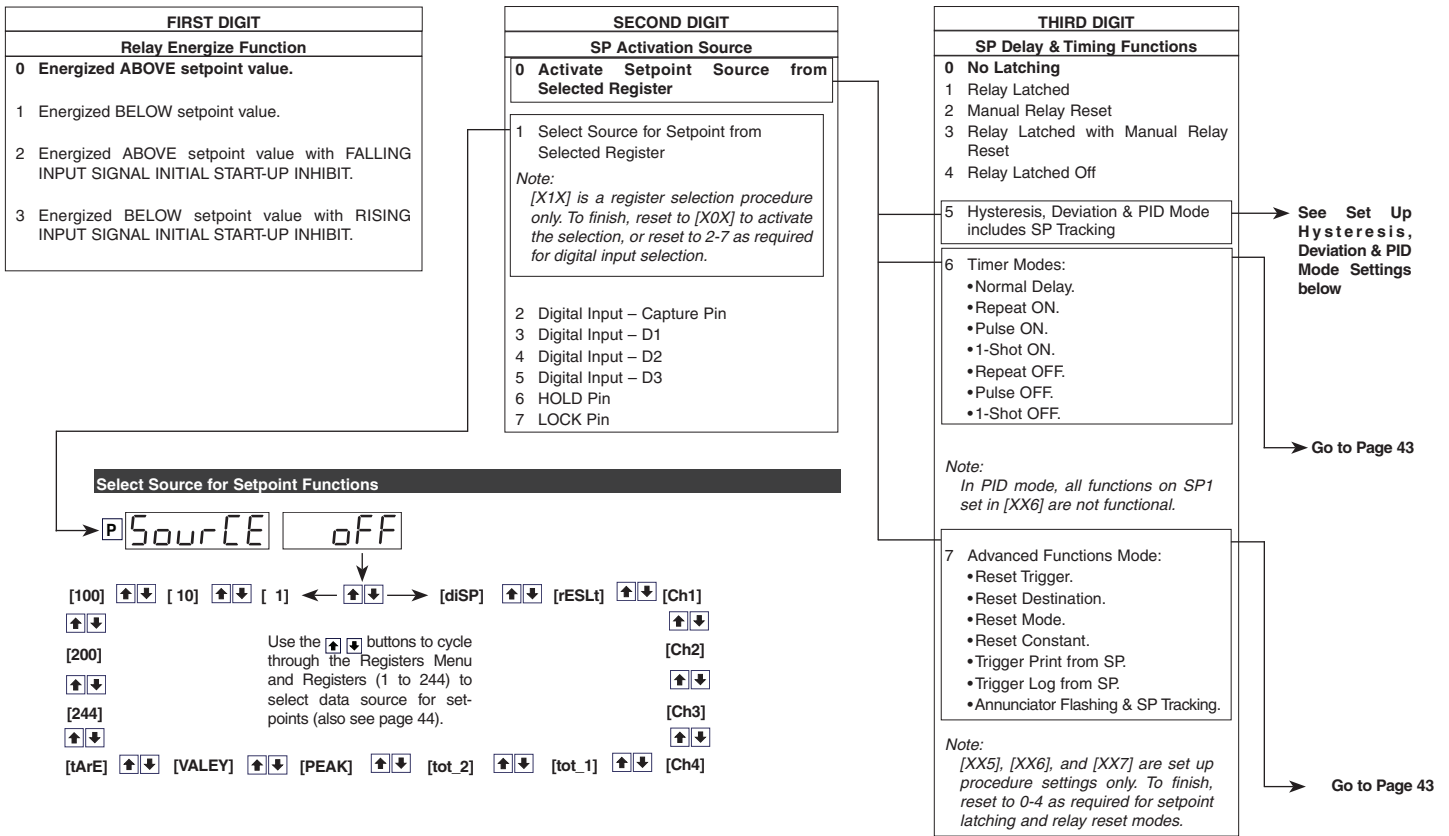 FIRST DIGIT
Relay Energize Function
0 Energized ABOVE setpoint value.
1 Energized BELOW setpoint value.
2 Energized ABOVE setpoint value with FALLING
INPUT SIGNAL INITIAL START-UP INHIBIT.
3 Energized BELOW setpoint value with RISING
INPUT SIGNAL INITIAL START-UP INHIBIT.
SECOND DIGIT
SP Activation Source
0 Activate Setpoint Source from
Selected Register
1 Select Source for Setpoint from
Selected Register
Note:
[X1X] is a register selection procedure
only. To finish, reset to [X0X] to activate
the selection, or reset to 2-7 as required
for digital input selection.
2 Digital Input – Capture Pin
3 Digital Input – D1
4 Digital Input – D2
5 Digital Input – D3
6 HOLD Pin
7 LOCK Pin
THIRD DIGIT
SP Delay & Timing Functions
0 No Latching
1 Relay Latched
2 Manual Relay Reset
3 Relay Latched with Manual Relay
Reset
4 Relay Latched Off
5 Hysteresis, Deviation & PID Mode
includes SP Tracking
See Set Up
Hysteresis,
Deviation & PID
Mode Settings
below
6 Timer Modes:
•Normal Delay.
•Repeat ON.
•Pulse ON.
•1-Shot ON.
•Repeat OFF.
•Pulse OFF.
•1-Shot OFF.
Go to Page 43
Note:
In PID mode, all functions on SP1
set in [XX6] are not functional.
7 Advanced Functions Mode:
•Reset Trigger.
•Reset Destination.
•Reset Mode.
•Reset Constant.
•Trigger Print from SP.
•Trigger Log from SP.
•Annunciator Flashing & SP Tracking.
Note:
[XX5], [XX6], and [XX7] are set up
procedure settings only. To finish,
reset to 0-4 as required for setpoint
latching and relay reset modes.
Go to Page 43
Select Source for Setpoint Functions
P SourCE oFF
[100] [ 10] [ 1] [diSP] [rESLt] [Ch1]
[200] [Ch2]
[244] [Ch3]
[tArE] [VALEY] [PEAK] [tot_2] [tot_1] [Ch4]
Use the buttons to cycle
through the Registers Menu
and Registers (1 to 244) to
select data source for set-
points (also see page 44).